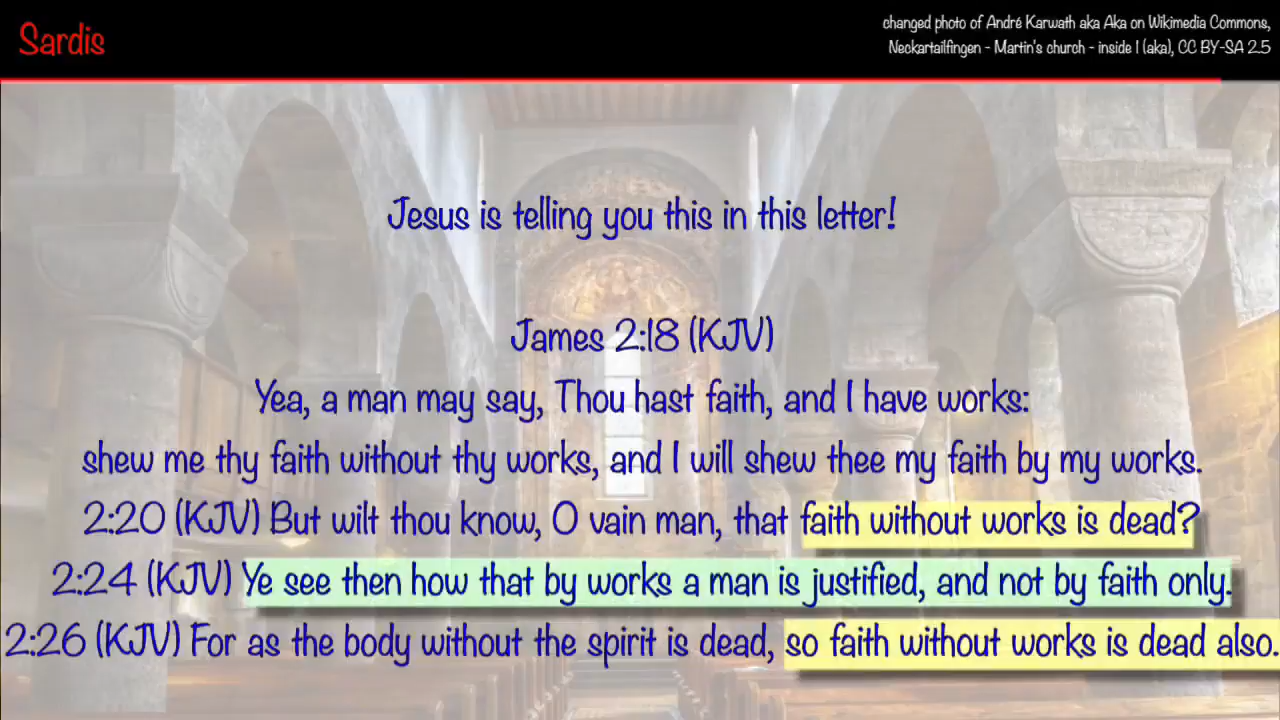 Sardis
changed photo of André Karwath aka Aka on Wikimedia Commons,
Neckartailfingen - Martin's church - inside 1 (aka), CC BY-SA 2.5
Jesus is telling you this in this letter!
James 2:18 (KJV)
Yea, a man may say, Thou hast faith, and I have works:
shew me thy faith without thy works, and I will shew thee my faith by my works.
2:20 (KJV) But wilt thou know, O vain man, that faith without works is dead?
2:24 (KJV) Ye see then how that by works a man is justified, and not by faith only.
2:26 (KJV) For as the body without the spirit is dead, so faith without works is dead also.